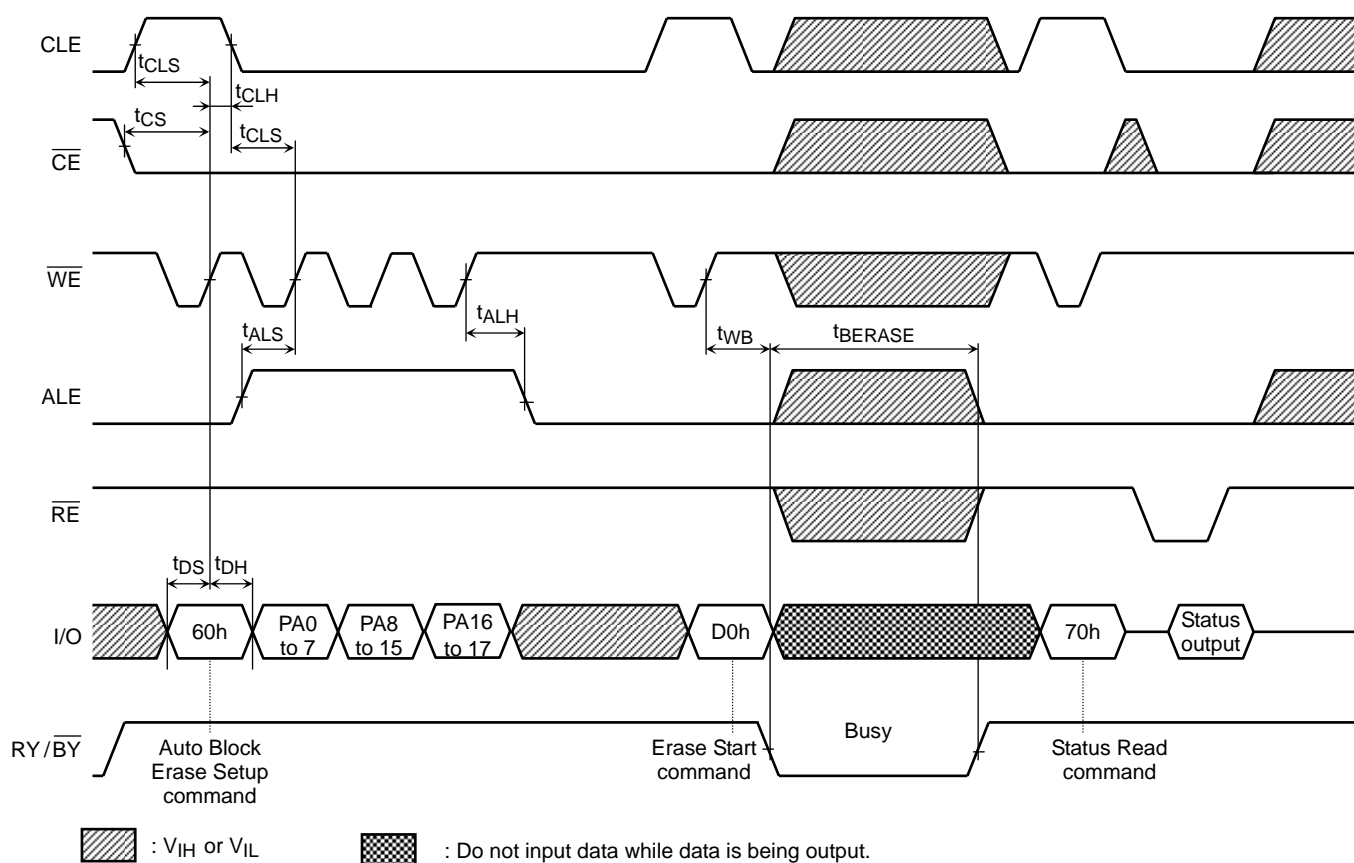 CLE
tCLS
tCLH
tCS
tCLS
CE
WE
tALS
tALH
tWB
tBERASE
ALE
RE
tDS
tDH
I/O
60h
PA0
to 7
PA8
to 15
PA16
to 17
D0h
70h
Status
output
RY/BY
Auto Block
Erase Setup
command
Erase Start
command
Busy
Status Read
command
: VIH or VIL
: Do not input data while data is being output.